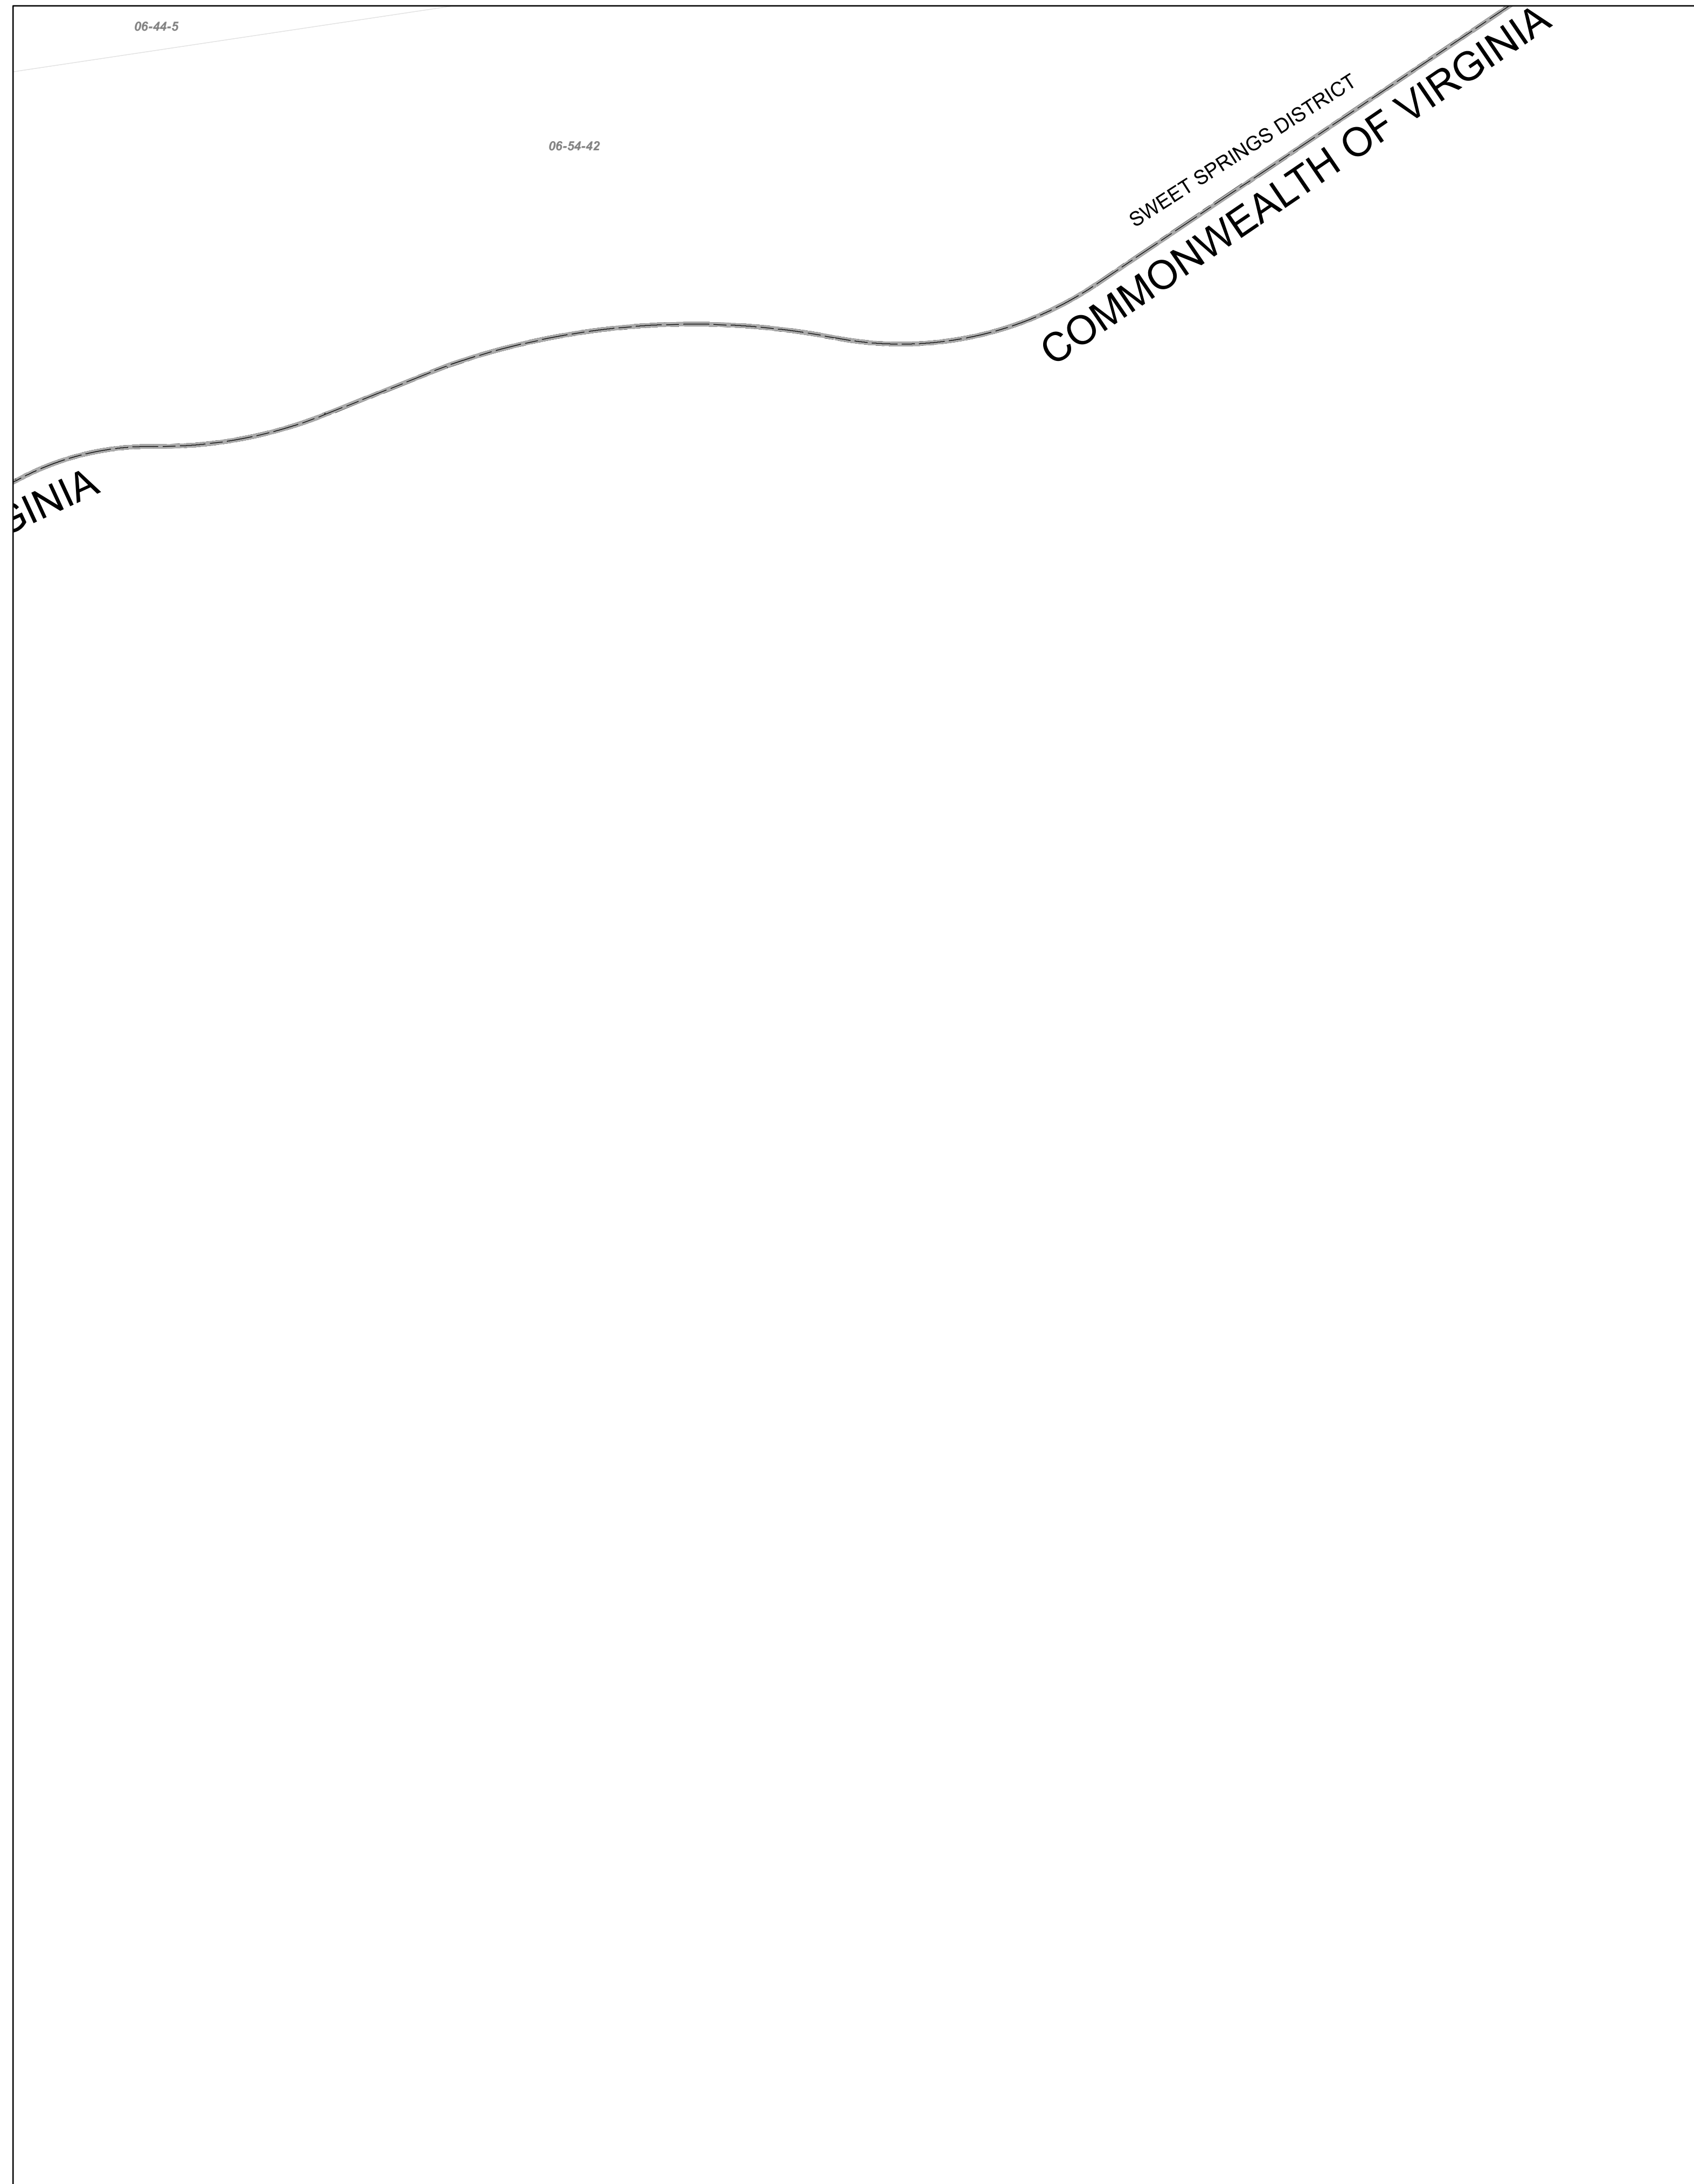 06-44-5
06-54-42
SWEET SPRINGS DISTRICT
COMMONWEALTH OF VIRGINIA
GINIA